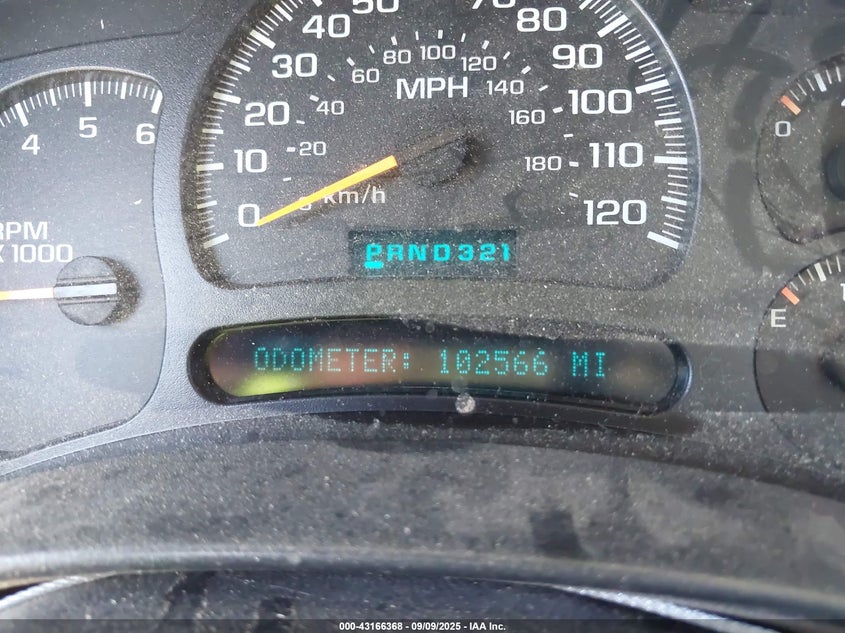 40 50 70 80
30 80 100 120 90
60 MPH 140
20 40 160 100
10 20 180 110
0 km/h 120
4 5 6
RPM
X 1000
PRND321
0
E
ODOMETER: 102566 MI
000-43166368 - 09/09/2025 - IAA Inc.